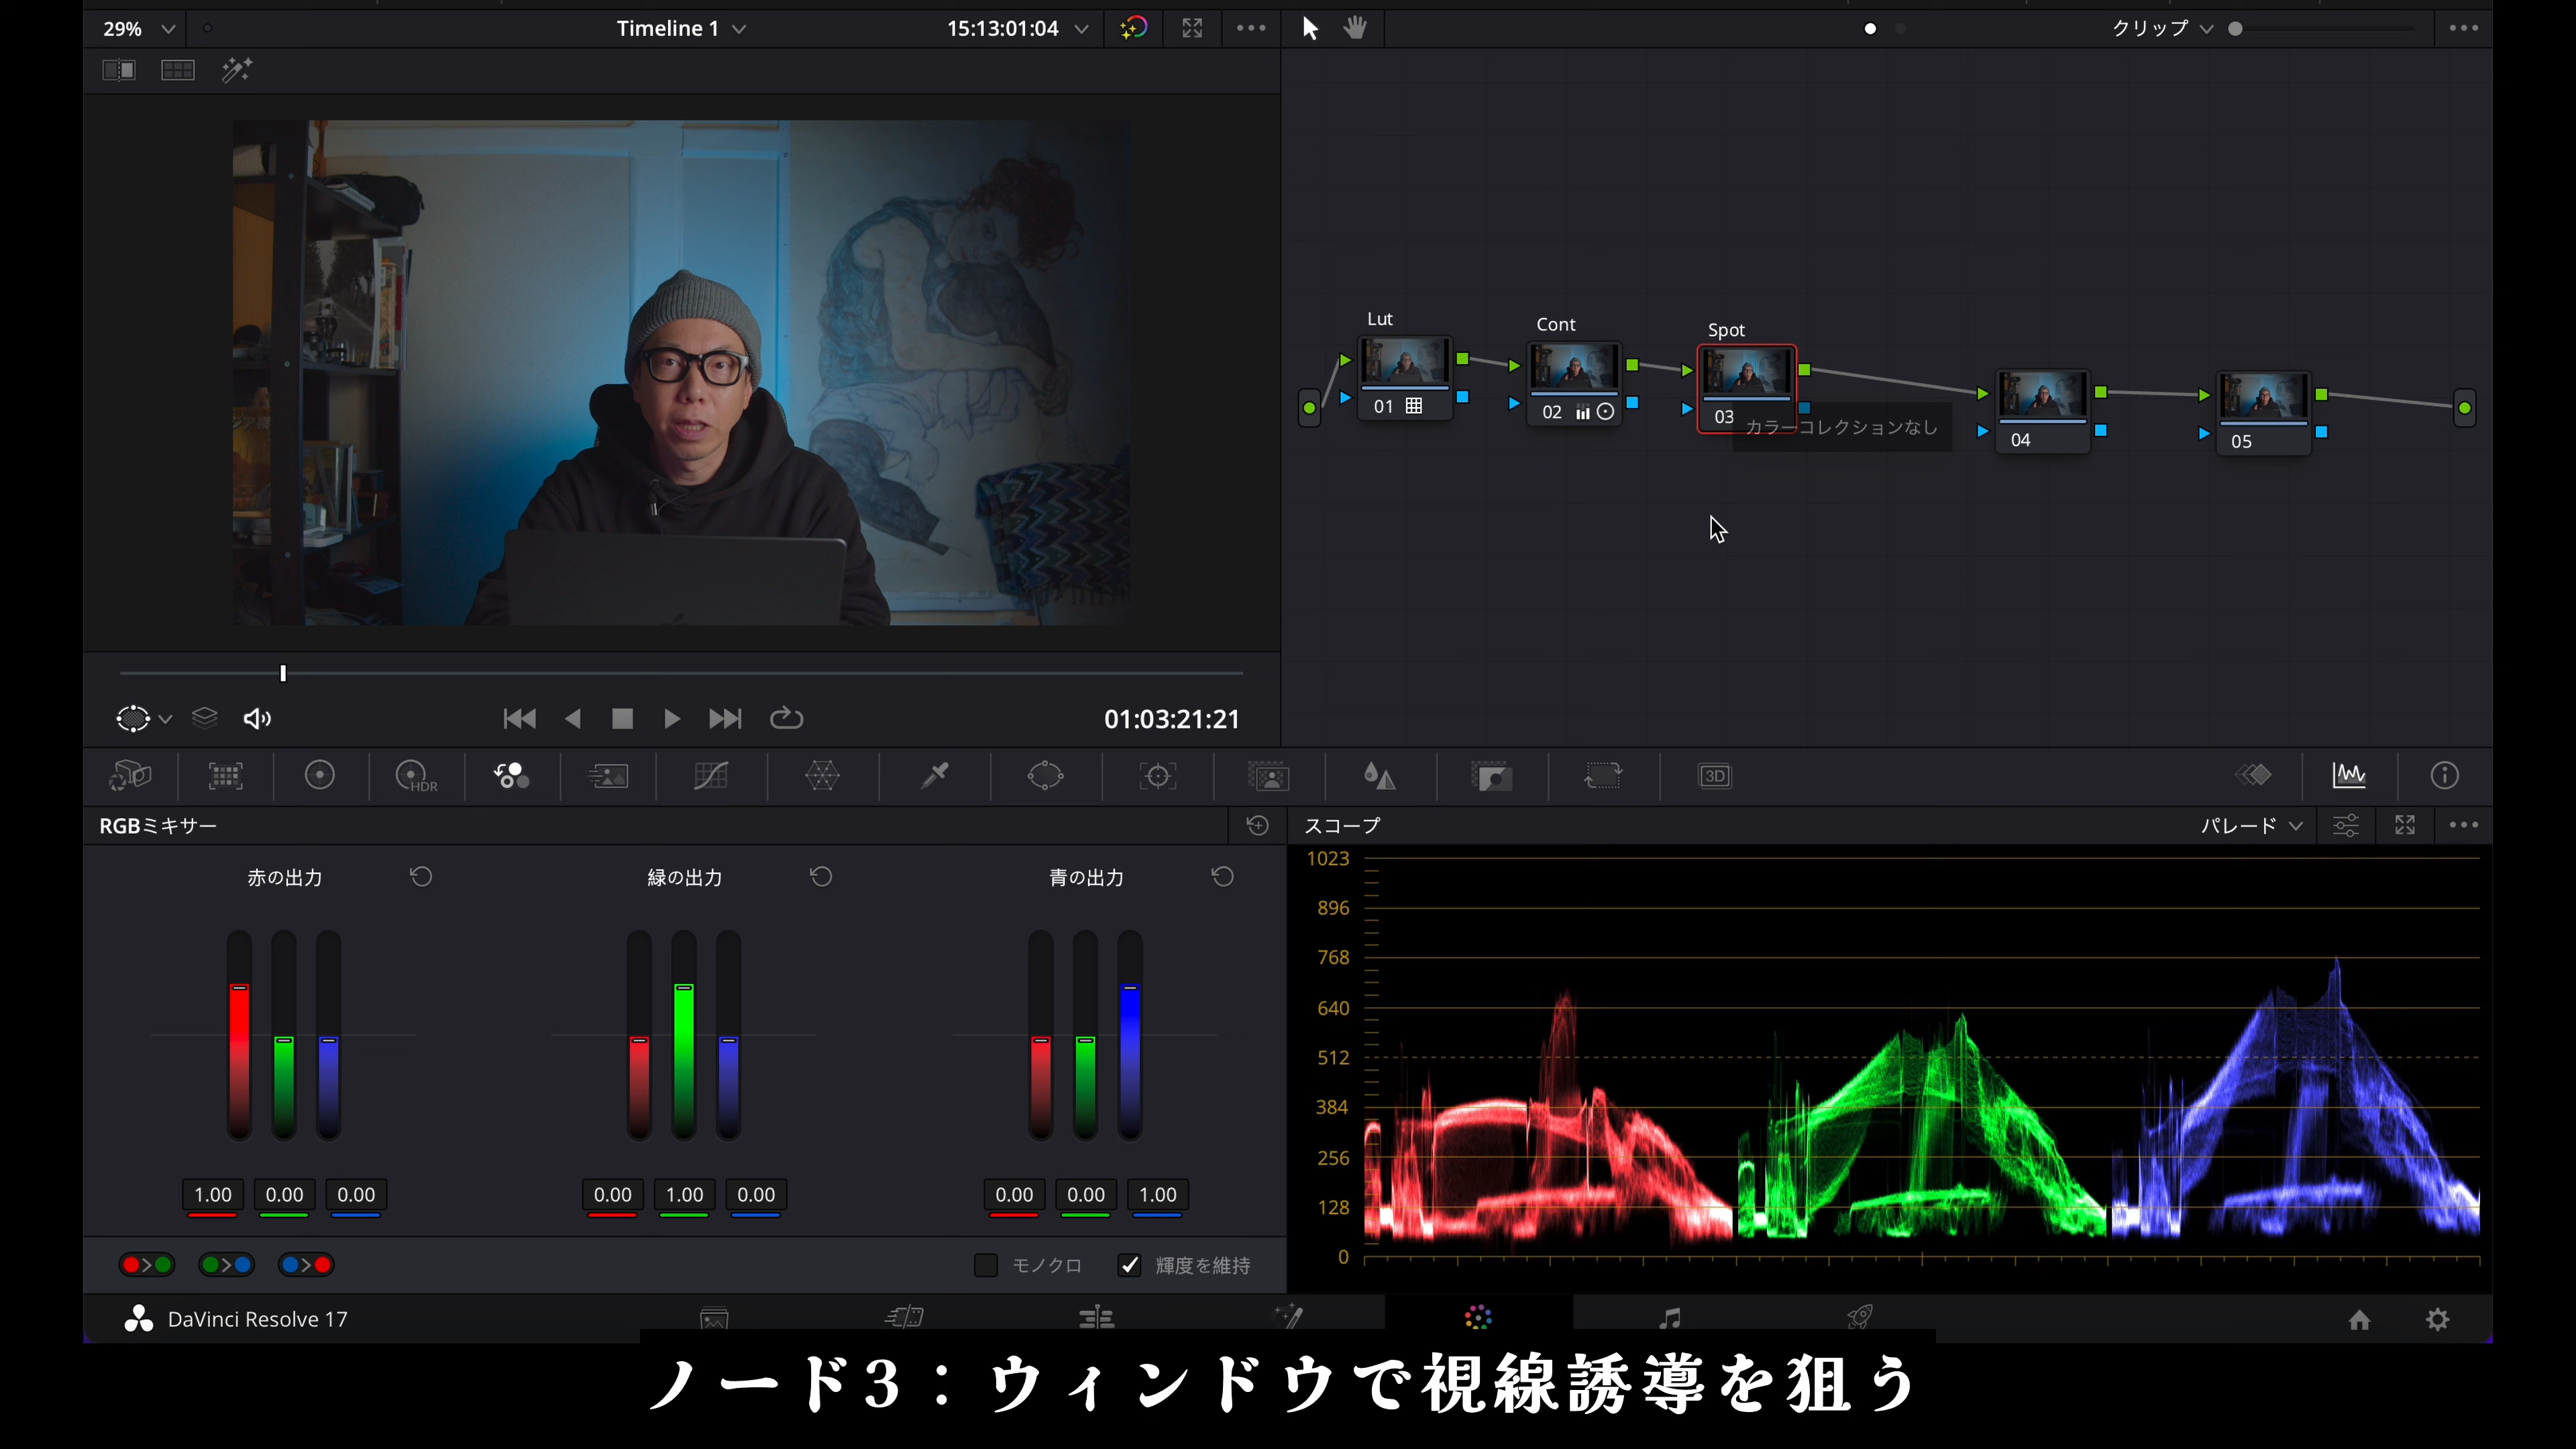 29%
Timeline 1
15:13:01:04
クリップ
Lut
Cont
Spot
01
02
03
カラーコレクションなし
04
05
01:03:21:21
HDR
3D
RGBミキサー
スコープ
パレード
赤の出力
緑の出力
青の出力
1.00 0.00 0.00
0.00 1.00 0.00
0.00 0.00 1.00
モノクロ
輝度を維持
1023
896
768
640
512
384
256
128
0
DaVinci Resolve 17
ノード3：ウィンドウで視線誘導を狙う